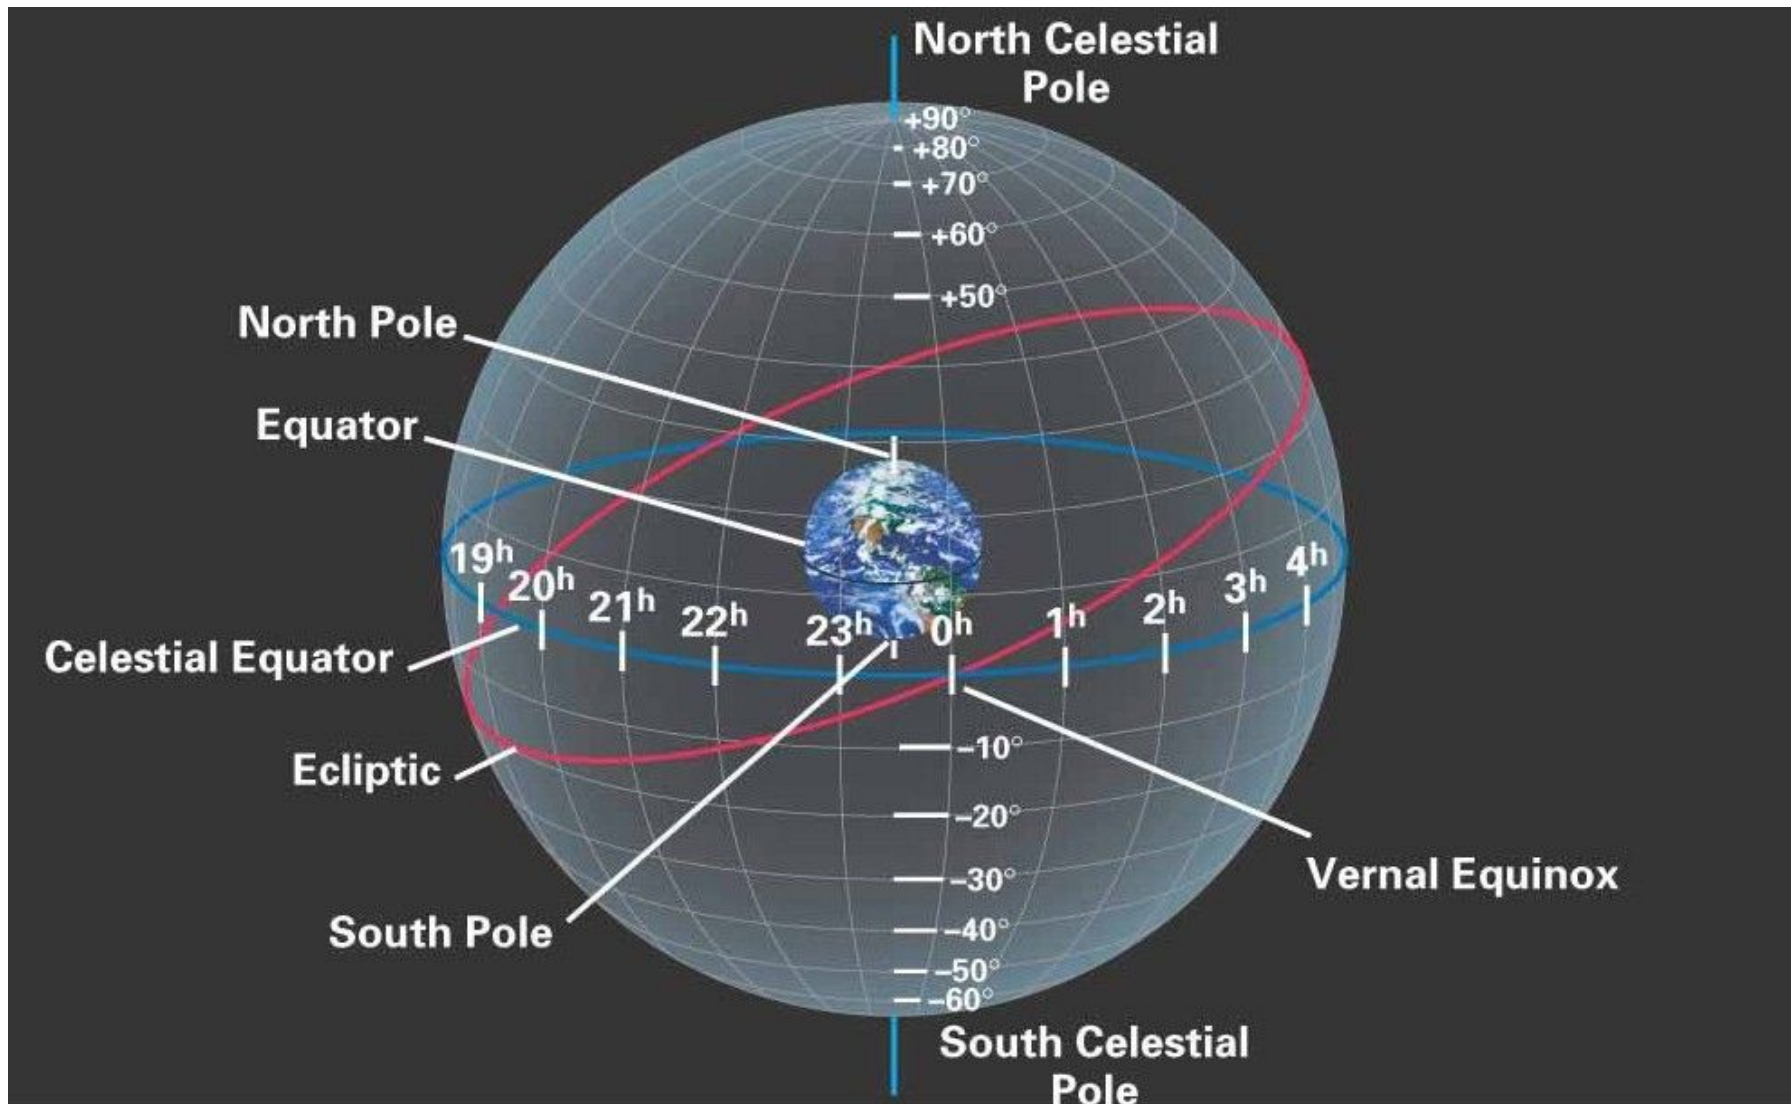 North Celestial
Pole
+90°
+80°
+70°
+60°
+50°
North Pole
Equator
19h
20h
21h
22h
23h
0h
1h
2h
3h
4h
Celestial Equator
Ecliptic
–10°
–20°
–30°
–40°
–50°
–60°
Vernal Equinox
South Pole
South Celestial
Pole